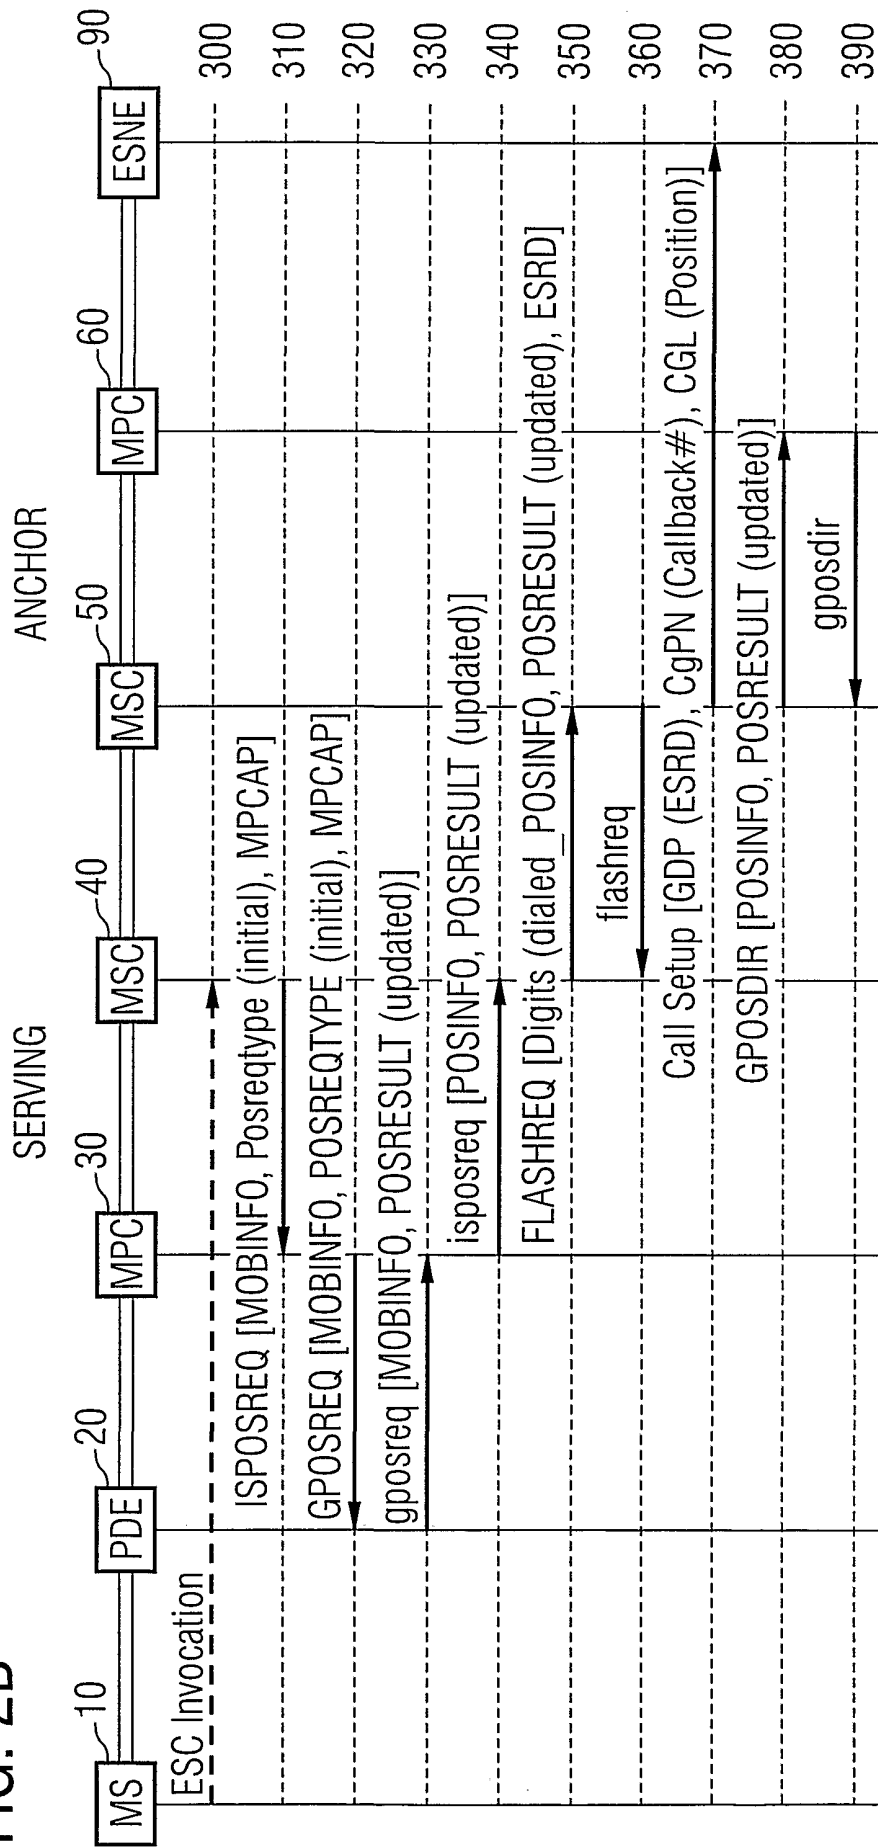 FIG. 2B
SERVING
ANCHOR
10
20
30
40
50
60
90
MS
PDE
MPC
MSC
MSC
MPC
ESNE
ESC Invocation
300
ISPOSREQ [MOBINFO, Posreqtype (initial), MPCAP]
310
GPOSREQ [MOBINFO, POSREQTYPE (initial), MPCAP]
320
gposreq [MOBINFO, POSRESULT (updated)]
330
isposreq [POSINFO, POSRESULT (updated)]
340
FLASHREQ [Digits (dialed_POSINFO, POSRESULT (updated), ESRD]
350
flashreq
360
Call Setup [GDP (ESRD), CgPN (Callback#), CGL (Position)]
370
GPOSDIR [POSINFO, POSRESULT (updated)]
380
gposdir
390